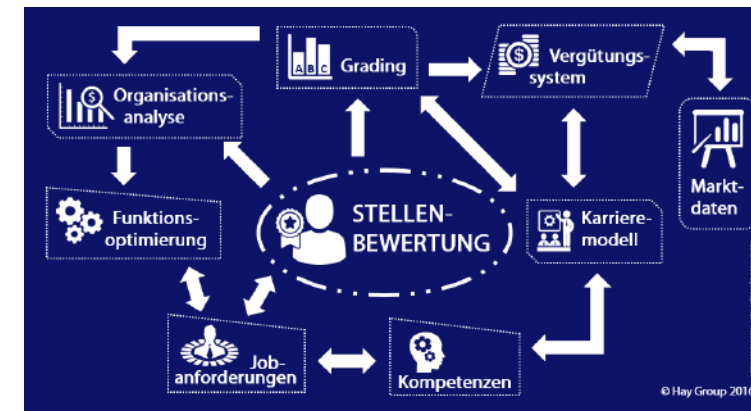 A B C
Grading
Vergütungs-
system
Organisations-
analyse
Markt-
daten
Funktions-
optimierung
STELLEN-
BEWERTUNG
Karriere-
modell
Job-
anforderungen
Kompetenzen
© Hay Group 2016